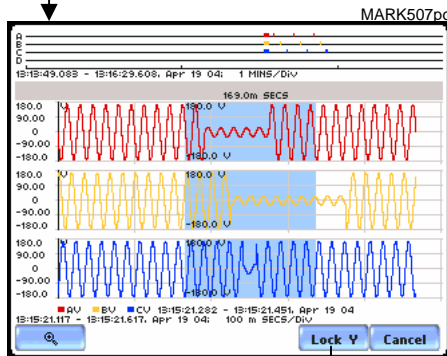 MARK507pc
A
B
C
D
13:13:49.083 - 13:16:29.608, Apr 19 04; 1 MINS/Div
169.0m SECS
180.0 V 180.0 V
90.00
0
-90.00
-180.0 -180.0 V
180.0 V 180.0 V
90.00
0
-90.00
-180.0 -180.0 V
180.0 V 180.0 V
90.00
0
-90.00
-180.0 -180.0 V
AV BV CV 13:15:21.282 - 13:15:21.451, Apr 19 04
13:15:21.117 - 13:15:21.617, Apr 19 04; 100 m SECS/Div
Lock Y Cancel